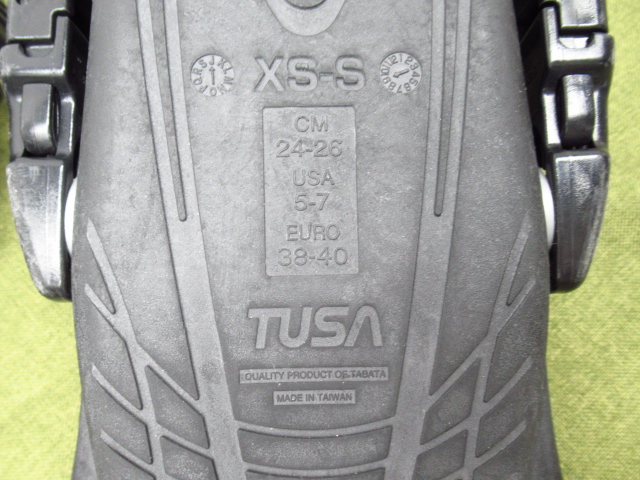 XS-S
CM
24-26
USA
5-7
EURO
38-40
TUSA
QUALITY PRODUCT OF TABATA
MADE IN TAIWAN